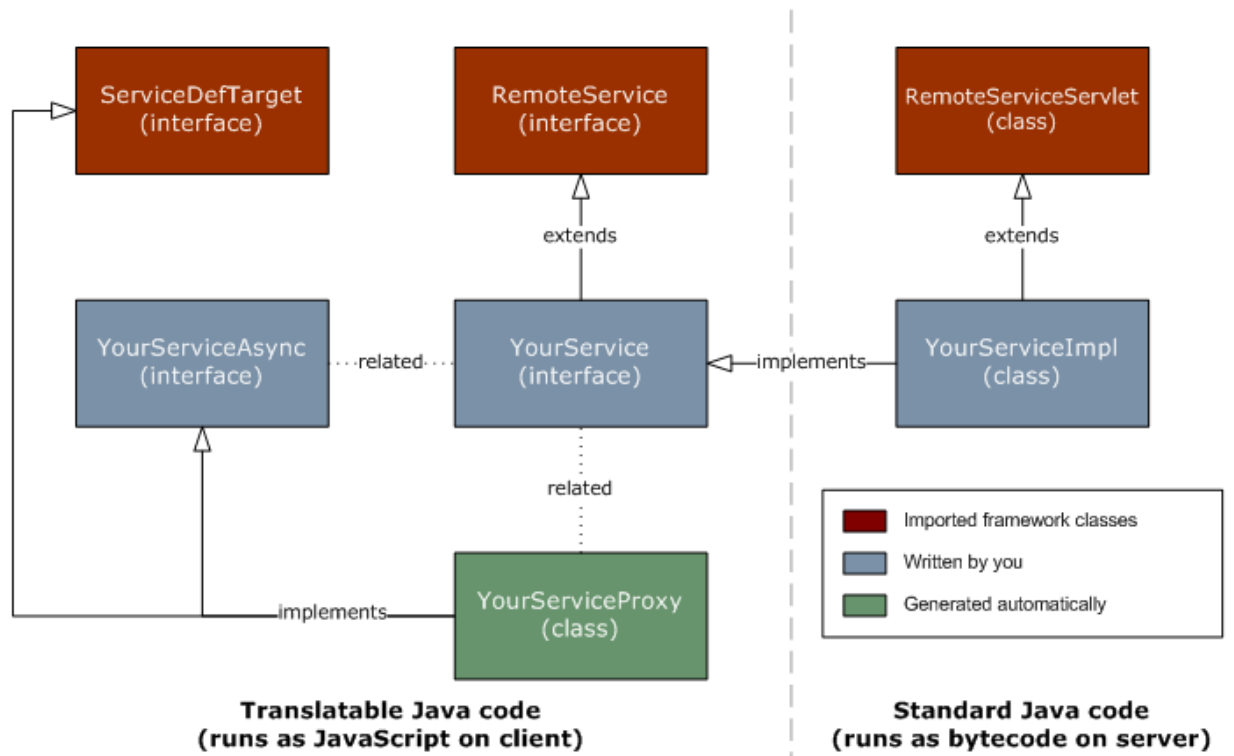 ServiceDefTarget
(interface)
RemoteService
(interface)
RemoteServiceServlet
(class)
extends
extends
YourServiceAsync
(interface)
related
YourService
(interface)
implements
YourServiceImpl
(class)
related
Imported framework classes
Written by you
Generated automatically
implements
YourServiceProxy
(class)
Translatable Java code
(runs as JavaScript on client)
Standard Java code
(runs as bytecode on server)